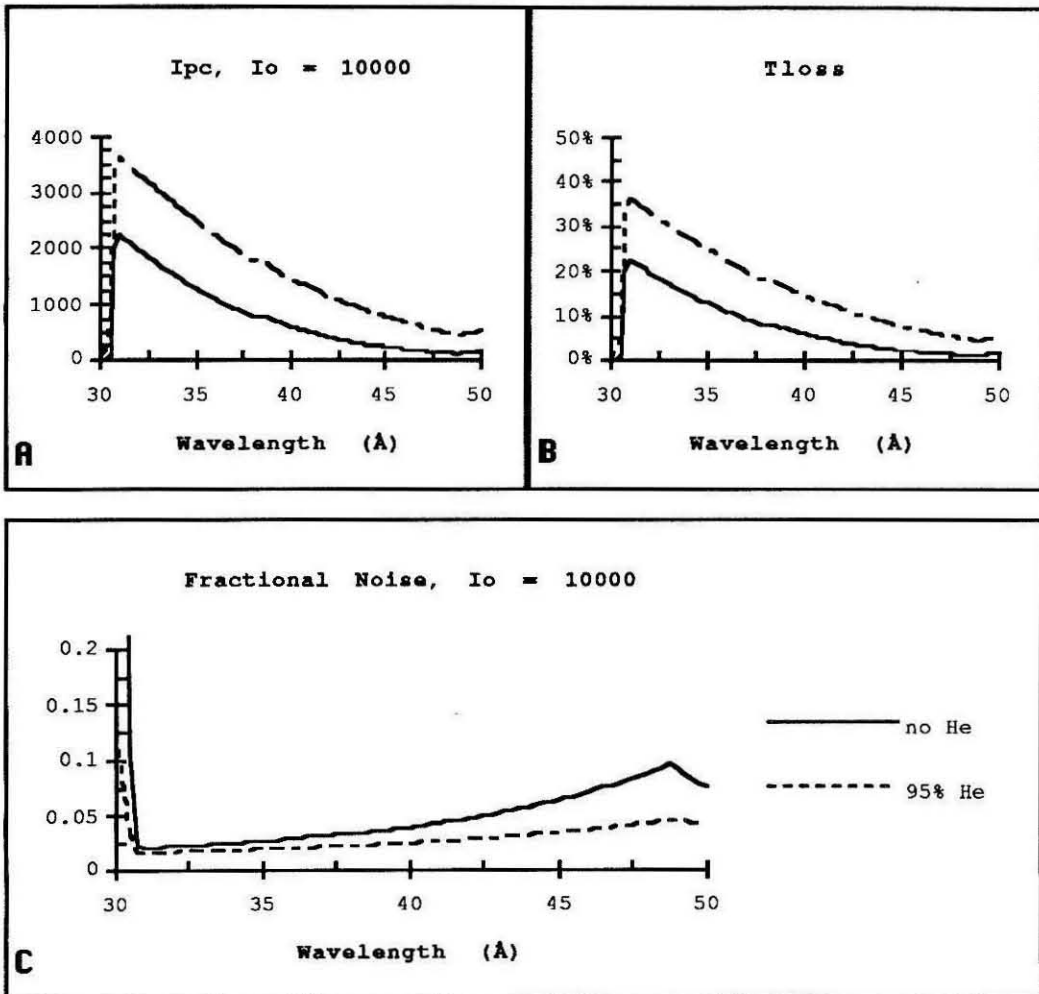 Ipc, Io = 10000
4000
3000
2000
1000
0
30 35 40 45 50
Wavelength (Å)
A
Tloss
50%
40%
30%
20%
10%
0%
30 35 40 45 50
Wavelength (Å)
B
Fractional Noise, Io = 10000
0.2
0.15
0.1
0.05
0
30 35 40 45 50
Wavelength (Å)
C
no He
95% He